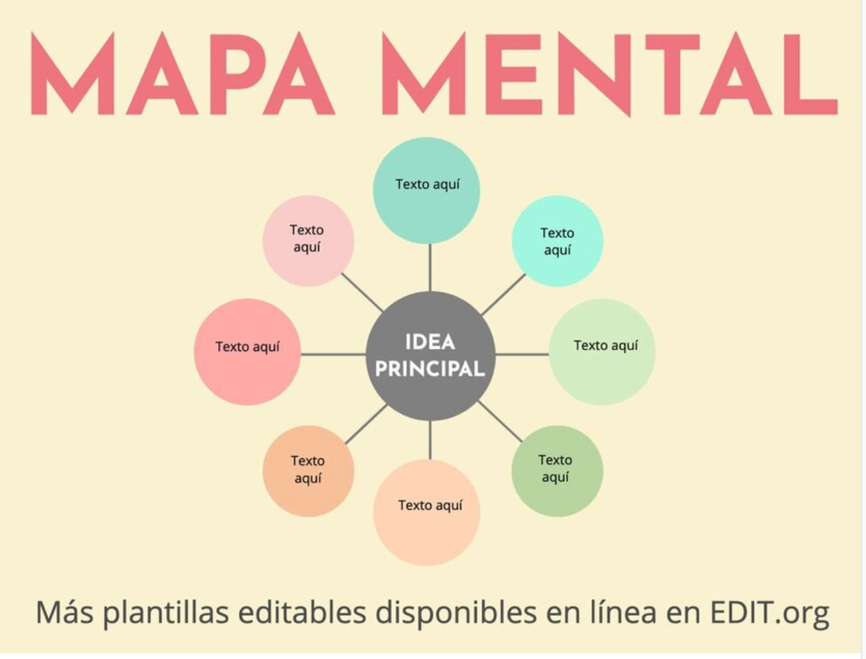 MAPA MENTAL
Texto aquí
Texto
aquí
Texto
aquí
Texto aquí
IDEA
PRINCIPAL
Texto aquí
Texto
aquí
Texto
aquí
Texto aquí
Más plantillas editables disponibles en línea en EDIT.org